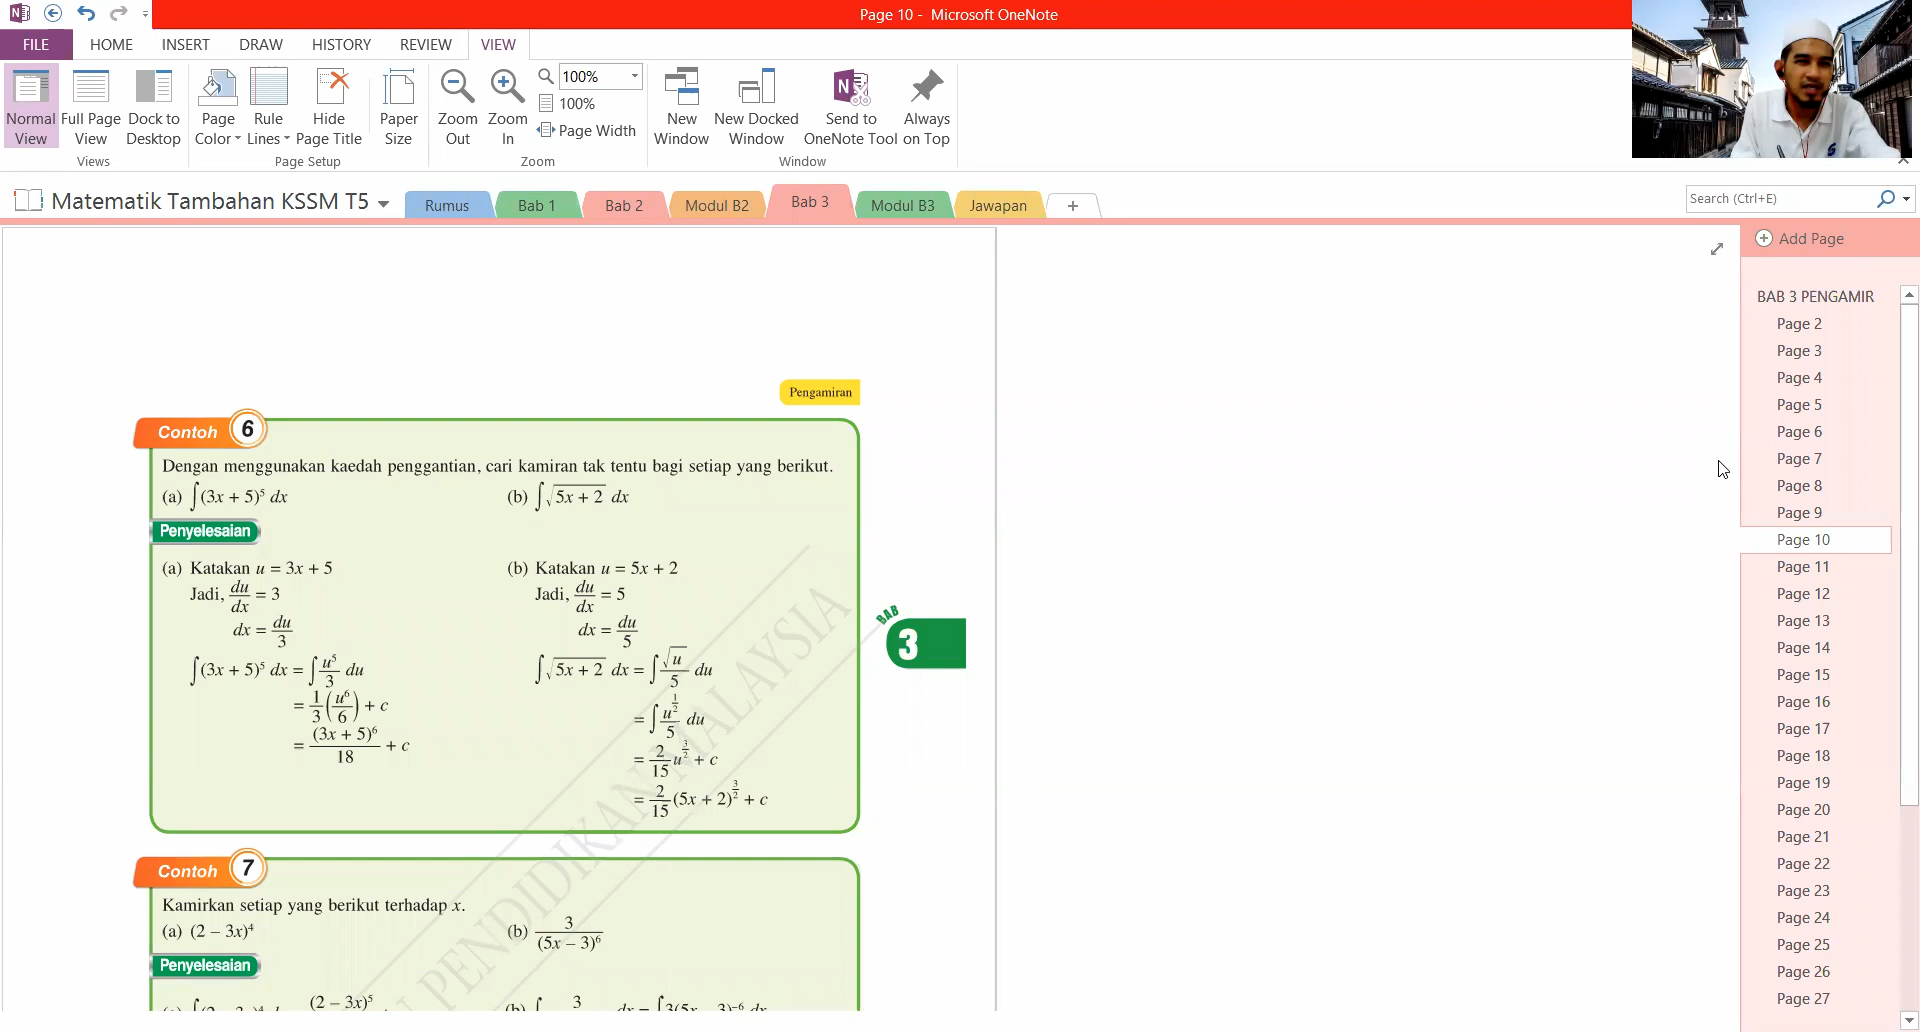 Page 10 - Microsoft OneNote
FILE HOME INSERT DRAW HISTORY REVIEW VIEW
Normal View
Full Page View
Dock to Desktop
Page Color
Rule Lines
Hide Page Title
Paper Size
Zoom Out
Zoom In
100%
100%
Page Width
New Window
New Docked Window
Send to OneNote Tool
Always on Top
Views Page Setup Zoom Window
Matematik Tambahan KSSM T5
Rumus Bab 1 Bab 2 Modul B2 Bab 3 Modul B3 Jawapan +
Search (Ctrl+E)
Pengamiran
Contoh 6
Dengan menggunakan kaedah penggantian, cari kamiran tak tentu bagi setiap yang berikut.
(a) ∫(3x + 5)⁵ dx (b) ∫√(5x + 2) dx
Penyelesaian
(a) Katakan u = 3x + 5
Jadi, du/dx = 3
dx = du/3
∫(3x + 5)⁵ dx = ∫u⁵/3 du
= 1/3(u⁶/6) + c
= (3x + 5)⁶/18 + c
(b) Katakan u = 5x + 2
Jadi, du/dx = 5
dx = du/5
∫√(5x + 2) dx = ∫√u/5 du
= ∫u^(1/2)/5 du
= 2/15 u^(3/2) + c
= 2/15 (5x + 2)^(3/2) + c
BAB 3
Contoh 7
Kamirkan setiap yang berikut terhadap x.
(a) (2 – 3x)⁴ (b) 3/(5x – 3)⁶
Penyelesaian
N PENDIDIKAN MALAYSIA
Add Page
BAB 3 PENGAMIR
Page 2
Page 3
Page 4
Page 5
Page 6
Page 7
Page 8
Page 9
Page 10
Page 11
Page 12
Page 13
Page 14
Page 15
Page 16
Page 17
Page 18
Page 19
Page 20
Page 21
Page 22
Page 23
Page 24
Page 25
Page 26
Page 27